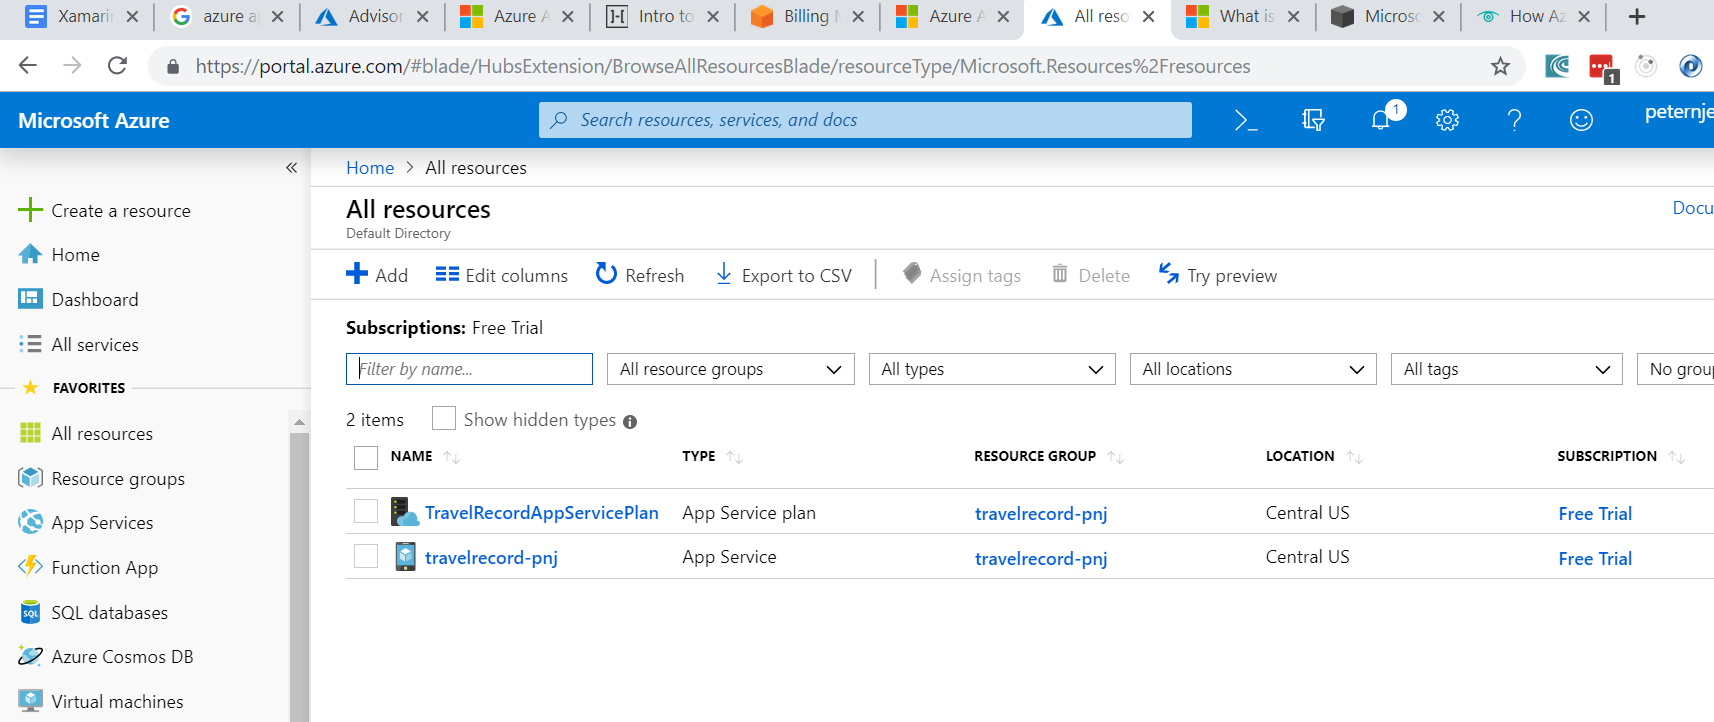 Xamari
azure a
Advisor
Azure A
Intro to
Billing
Azure A
All reso
What is
Microso
How Az
https://portal.azure.com/#blade/HubsExtension/BrowseAllResourcesBlade/resourceType/Microsoft.Resources%2Fresources
1
Microsoft Azure
Search resources, services, and docs
1
peternje
Home > All resources
Create a resource
Home
Dashboard
All services
FAVORITES
All resources
Resource groups
App Services
Function App
SQL databases
Azure Cosmos DB
Virtual machines
All resources
Docu
Default Directory
Add Edit columns Refresh Export to CSV Assign tags Delete Try preview
Subscriptions: Free Trial
Filter by name... All resource groups All types All locations All tags No group
2 items Show hidden types
NAME TYPE RESOURCE GROUP LOCATION SUBSCRIPTION
TravelRecordAppServicePlan App Service plan travelrecord-pnj Central US Free Trial
travelrecord-pnj App Service travelrecord-pnj Central US Free Trial